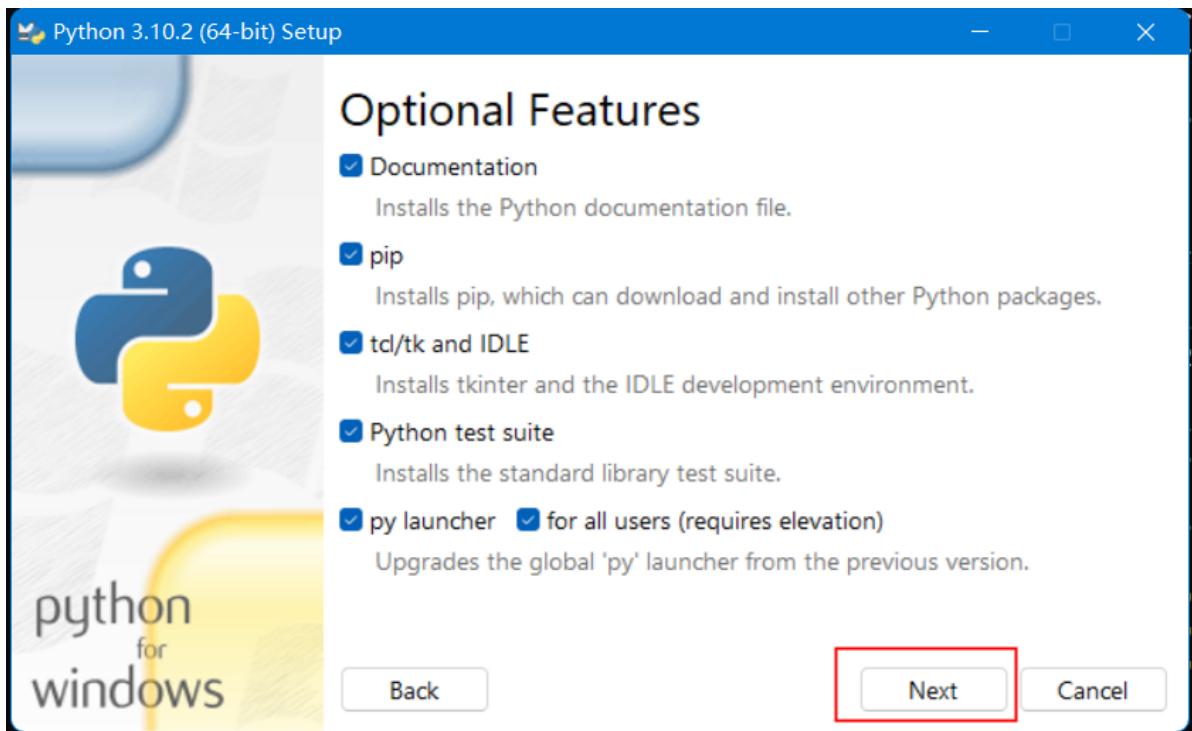 Python 3.10.2 (64-bit) Setup
Optional Features
Documentation
Installs the Python documentation file.
pip
Installs pip, which can download and install other Python packages.
tcl/tk and IDLE
Installs tkinter and the IDLE development environment.
Python test suite
Installs the standard library test suite.
py launcher for all users (requires elevation)
Upgrades the global 'py' launcher from the previous version.
python
for
windows
Back Next Cancel